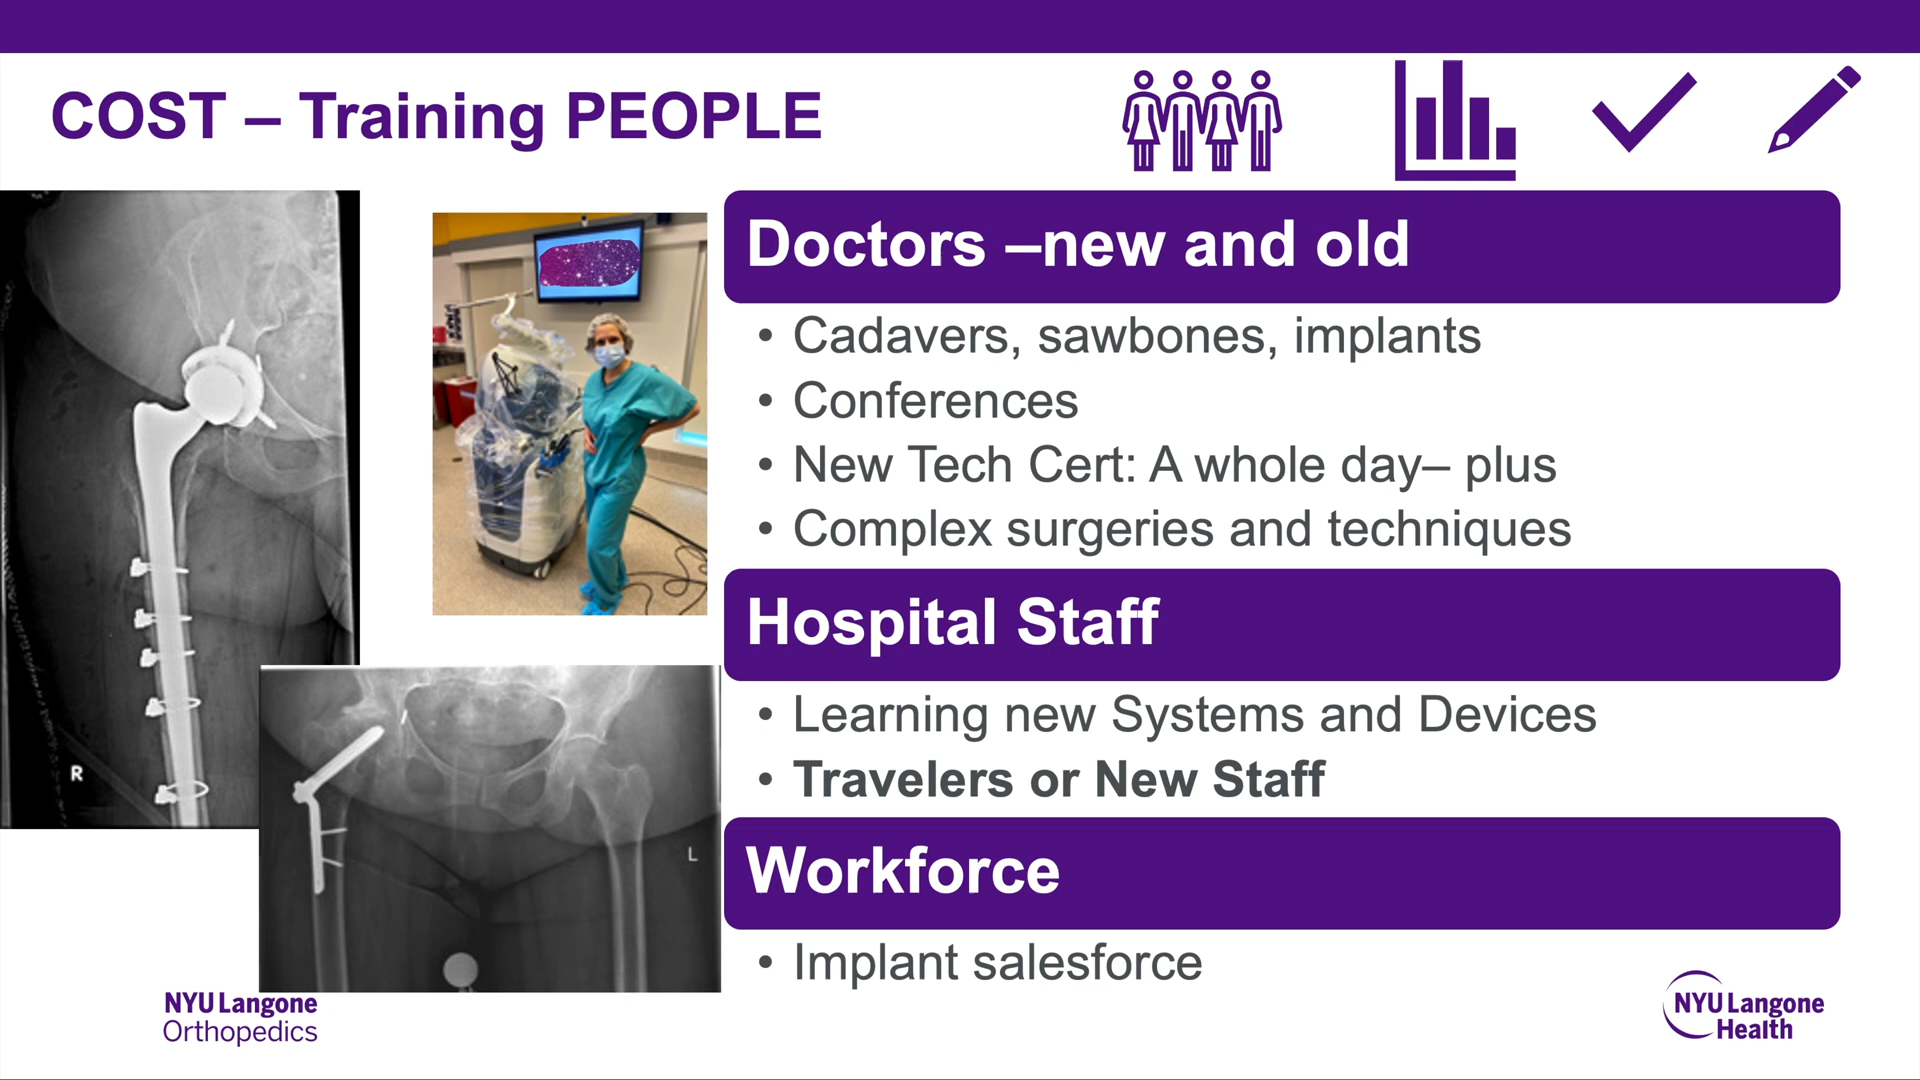 COST – Training PEOPLE
Doctors –new and old
• Cadavers, sawbones, implants
• Conferences
• New Tech Cert: A whole day– plus
• Complex surgeries and techniques
Hospital Staff
• Learning new Systems and Devices
• Travelers or New Staff
Workforce
• Implant salesforce
R
L
NYU Langone
Orthopedics
NYU Langone
Health